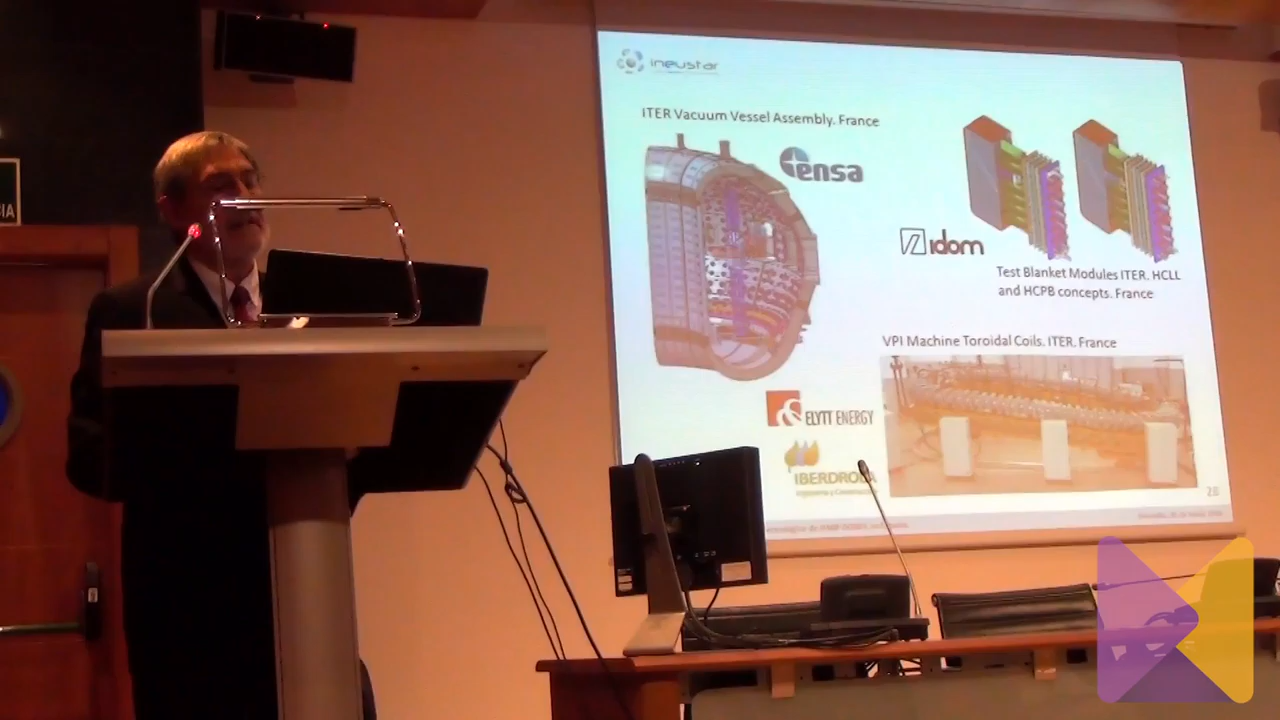 ineustar
ITER Vacuum Vessel Assembly. France
ensa
idom
Test Blanket Modules ITER. HCLL
and HCPB concepts. France
VPI Machine Toroidal Coils. ITER. France
ELYTT ENERGY
IBERDROLA
28